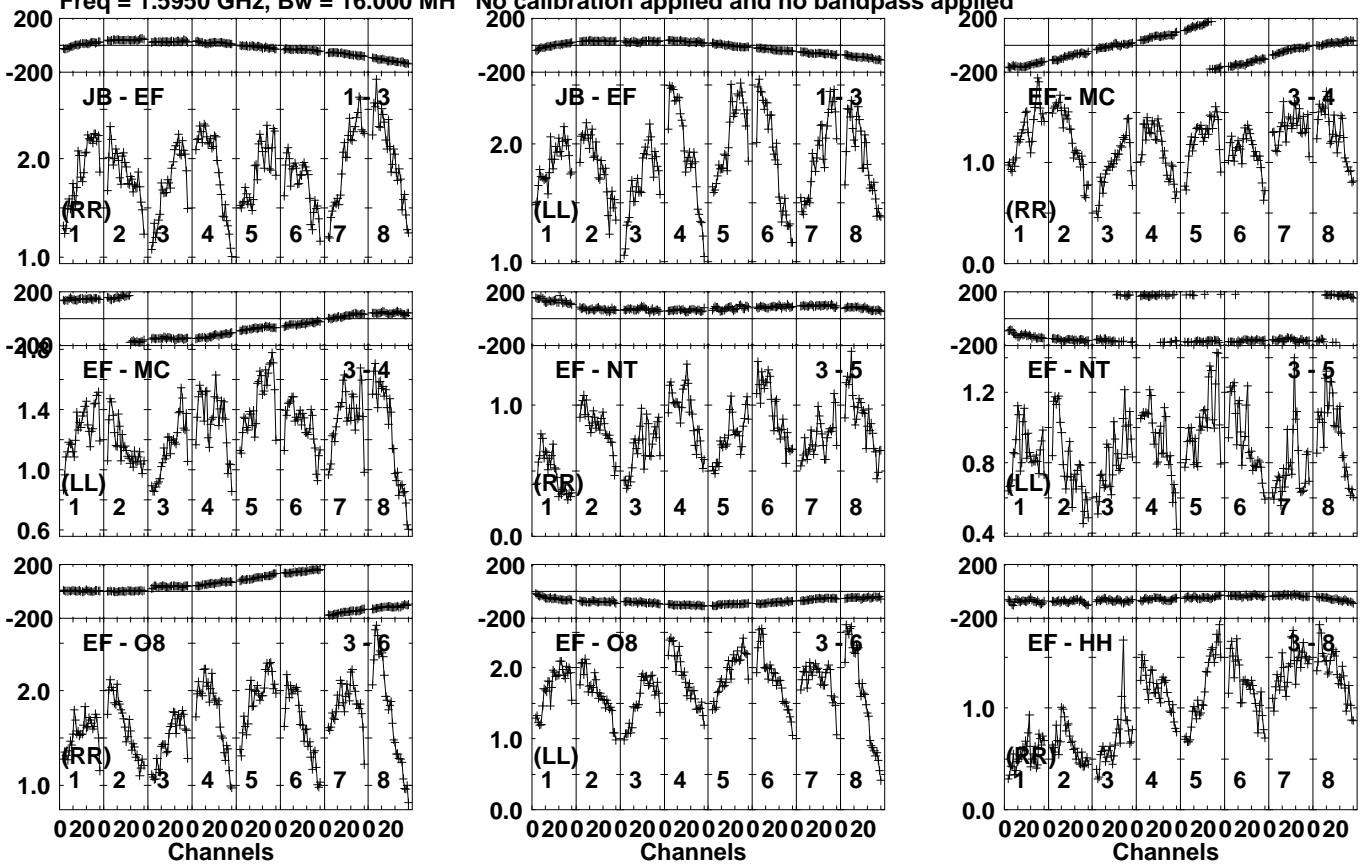 Freq = 1.5950 GHz, Bw = 16.000 MH No calibration applied and no bandpass applied
200
-200
JB - EF 1 - 3
2.0
(RR)
1 2 3 4 5 6 7 8
1.0
200
-200
JB - EF 1 - 3
2.0
(LL)
1 2 3 4 5 6 7 8
1.0
200
-200
EF - MC 3 - 4
1.0
(RR)
1 2 3 4 5 6 7 8
0.0
200
-200
1.8
EF - MC 3 - 4
1.4
1.0
(LL)
1 2 3 4 5 6 7 8
0.6
200
-200
EF - NT 3 - 5
1.0
(RR)
1 2 3 4 5 6 7 8
0.0
200
-200
EF - NT 3 - 5
1.2
0.8
(LL)
1 2 3 4 5 6 7 8
0.4
200
-200
EF - O8 3 - 6
2.0
(RR)
1 2 3 4 5 6 7 8
1.0
0 20 0 20 0 20 0 20 0 20 0 20 0 20 0 20
Channels
200
-200
EF - O8 3 - 6
2.0
1.0
(LL)
1 2 3 4 5 6 7 8
0.0
0 20 0 20 0 20 0 20 0 20 0 20 0 20 0 20
Channels
200
-200
EF - HH 3 - 8
1.0
(RR)
1 2 3 4 5 6 7 8
0.0
0 20 0 20 0 20 0 20 0 20 0 20 0 20 0 20
Channels